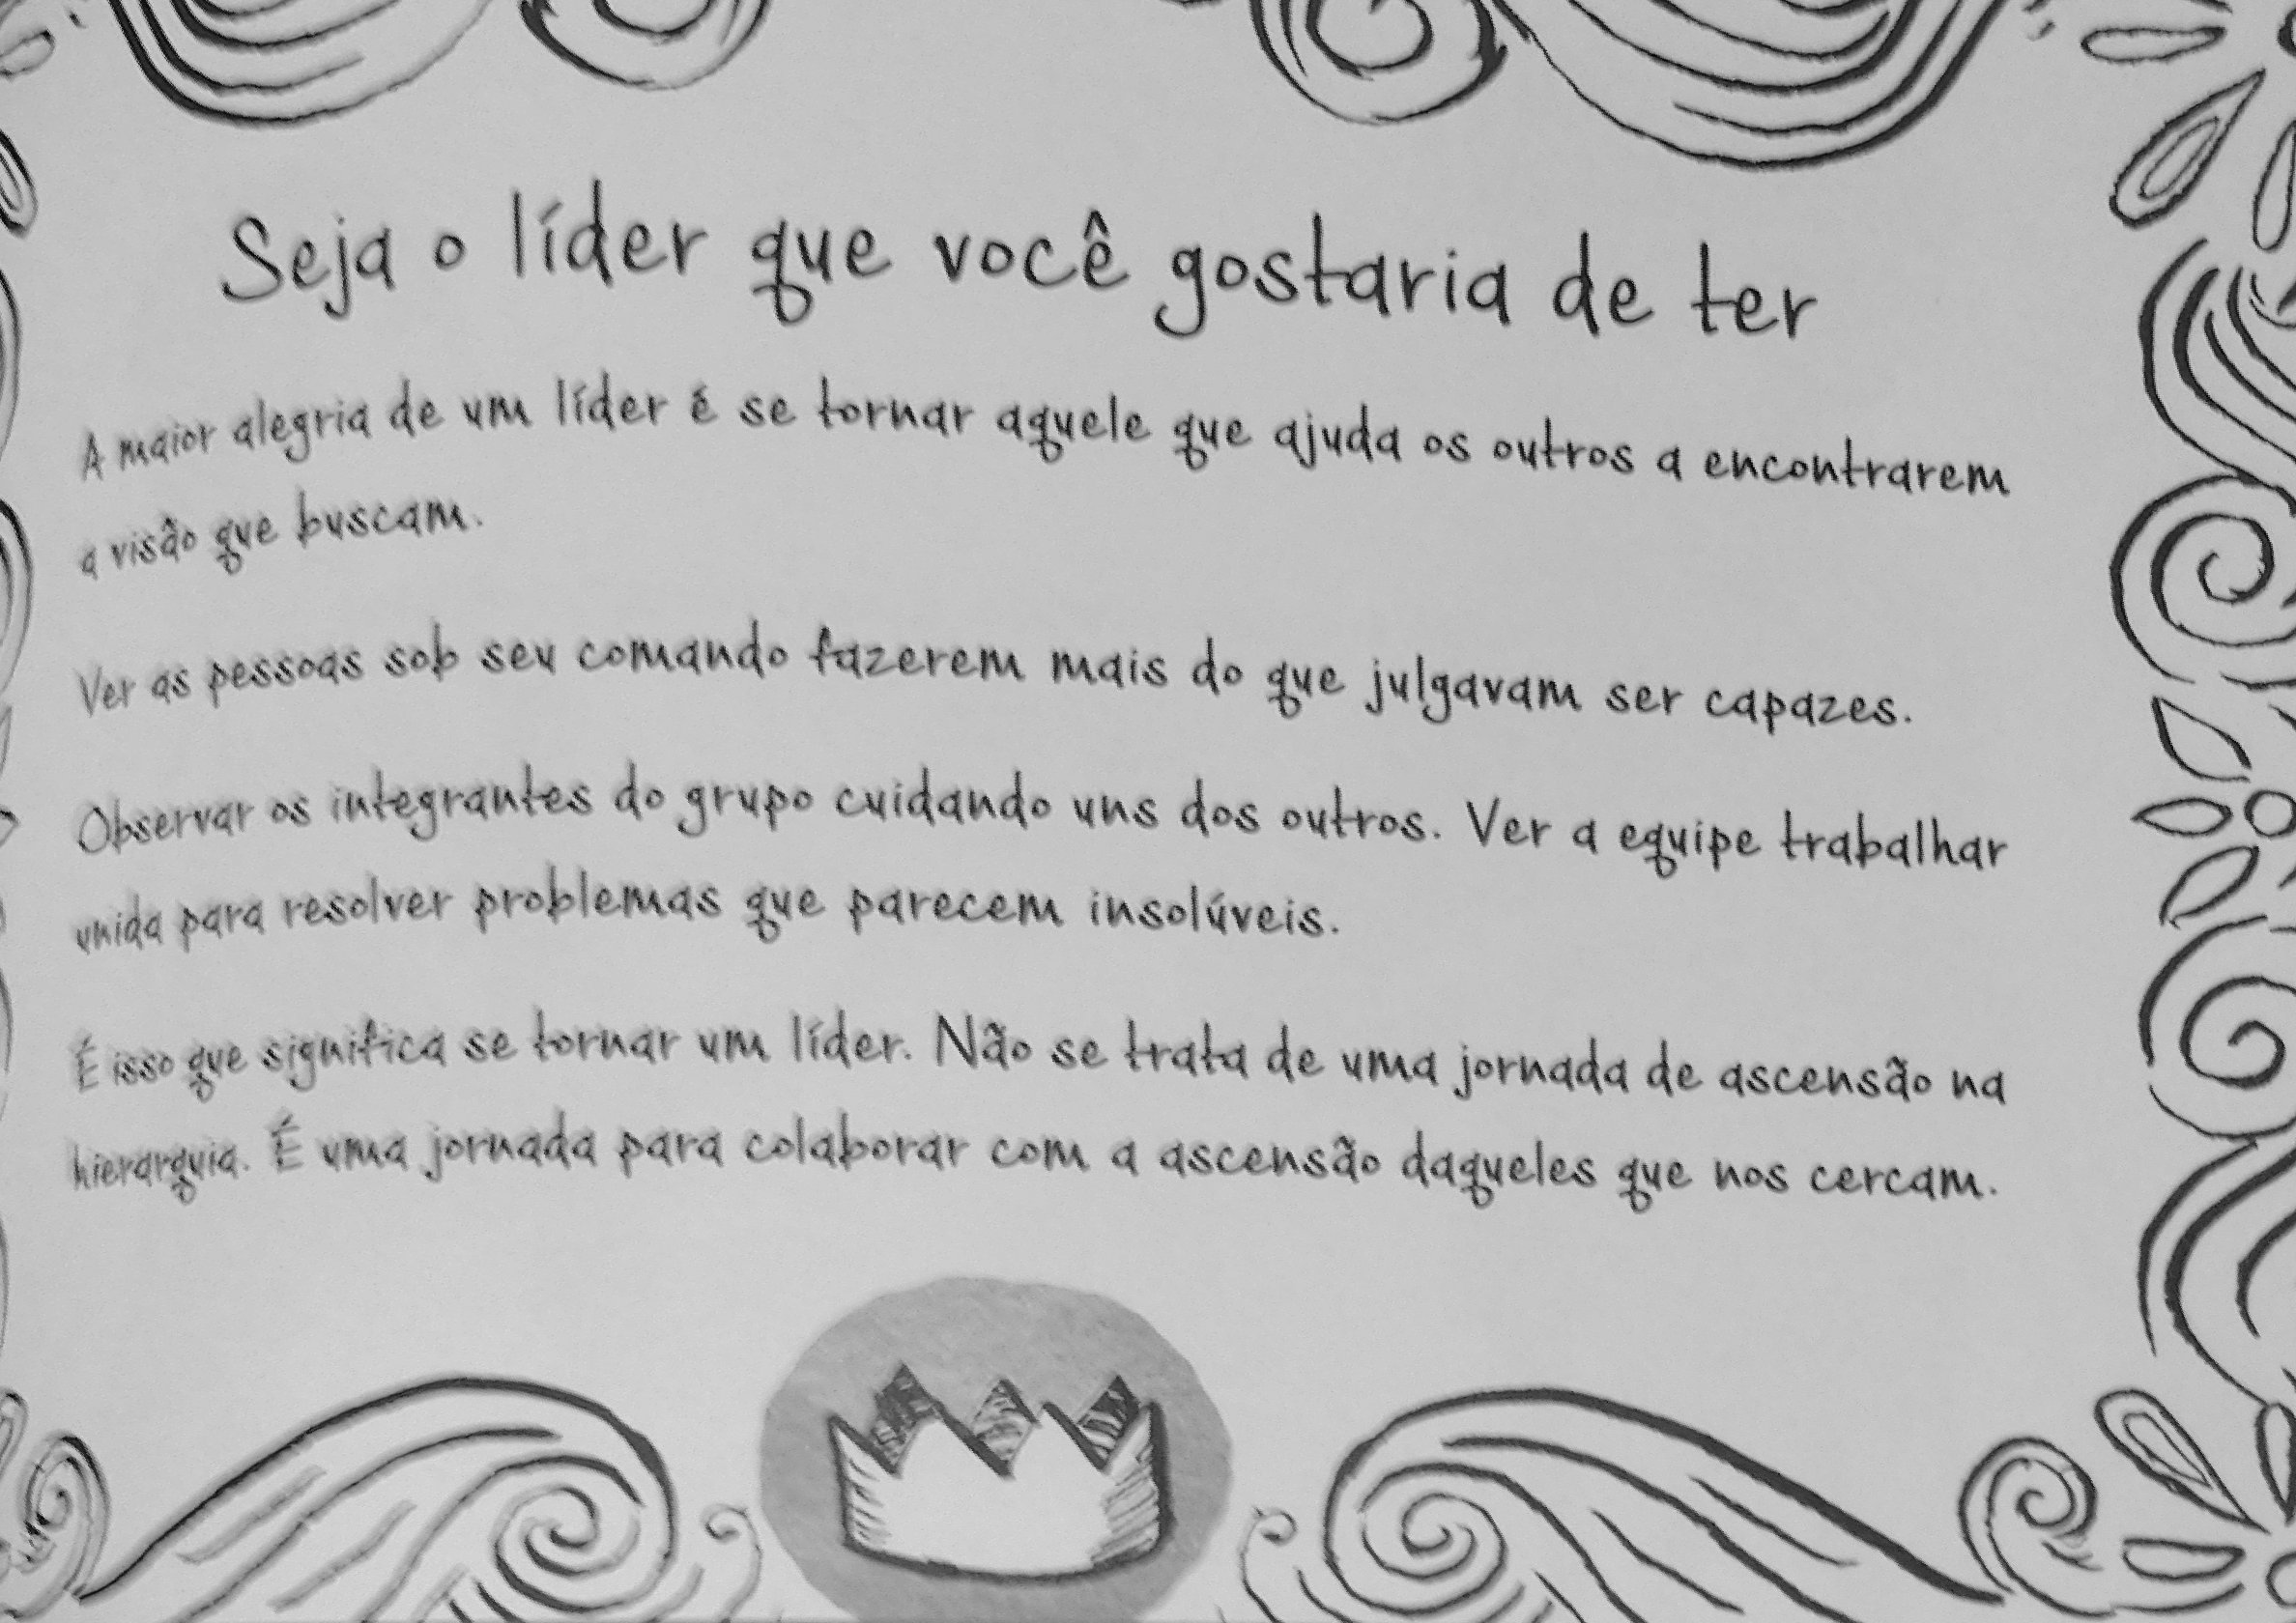 Seja o líder que você gostaria de ter
A maior alegria de um líder é se tornar aquele que ajuda os outros a encontrarem
a visão que buscam.
Ver as pessoas sob seu comando fazerem mais do que julgavam ser capazes.
Observar os integrantes do grupo cuidando uns dos outros. Ver a equipe trabalhar
unida para resolver problemas que parecem insolúveis.
É isso que significa se tornar um líder. Não se trata de uma jornada de ascensão na
hierarquia. É uma jornada para colaborar com a ascensão daqueles que nos cercam.